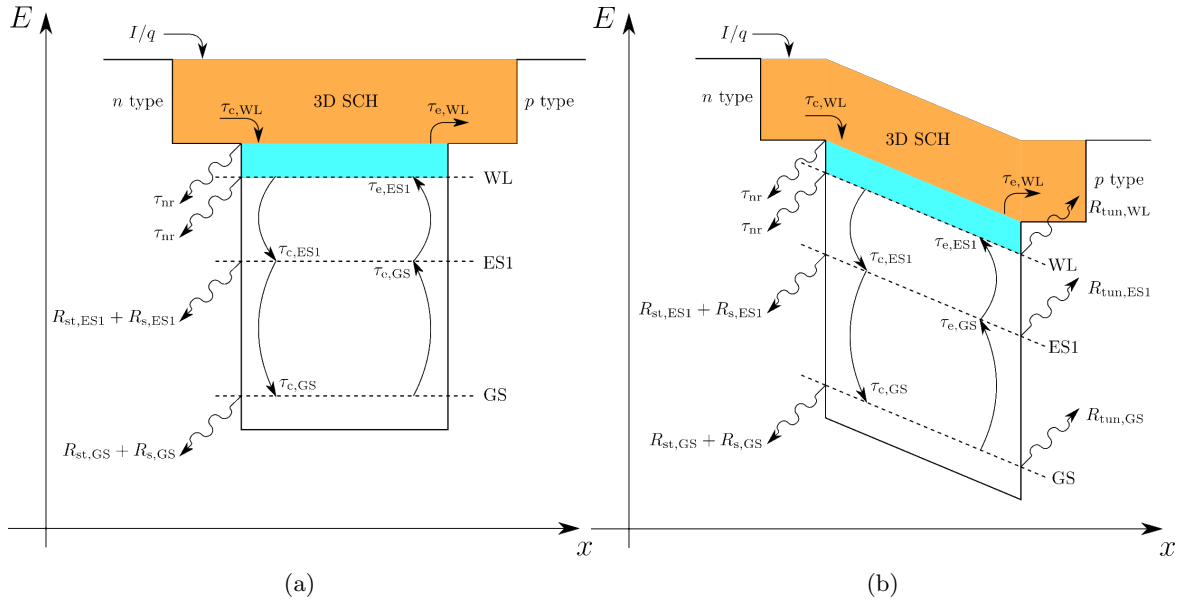 E
I/q
n type
3D SCH
p type
τc,WL
τe,WL
τnr
τe,ES1
WL
τnr
τc,ES1
τc,GS
ES1
Rst,ES1 + Rs,ES1
τc,GS
GS
Rst,GS + Rs,GS
x
(a)
E
I/q
n type
τc,WL
3D SCH
p type
τnr
τe,WL
Rtun,WL
τnr
τe,ES1
τc,ES1
WL
Rtun,ES1
Rst,ES1 + Rs,ES1
τe,GS
ES1
τc,GS
Rtun,GS
Rst,GS + Rs,GS
GS
x
(b)